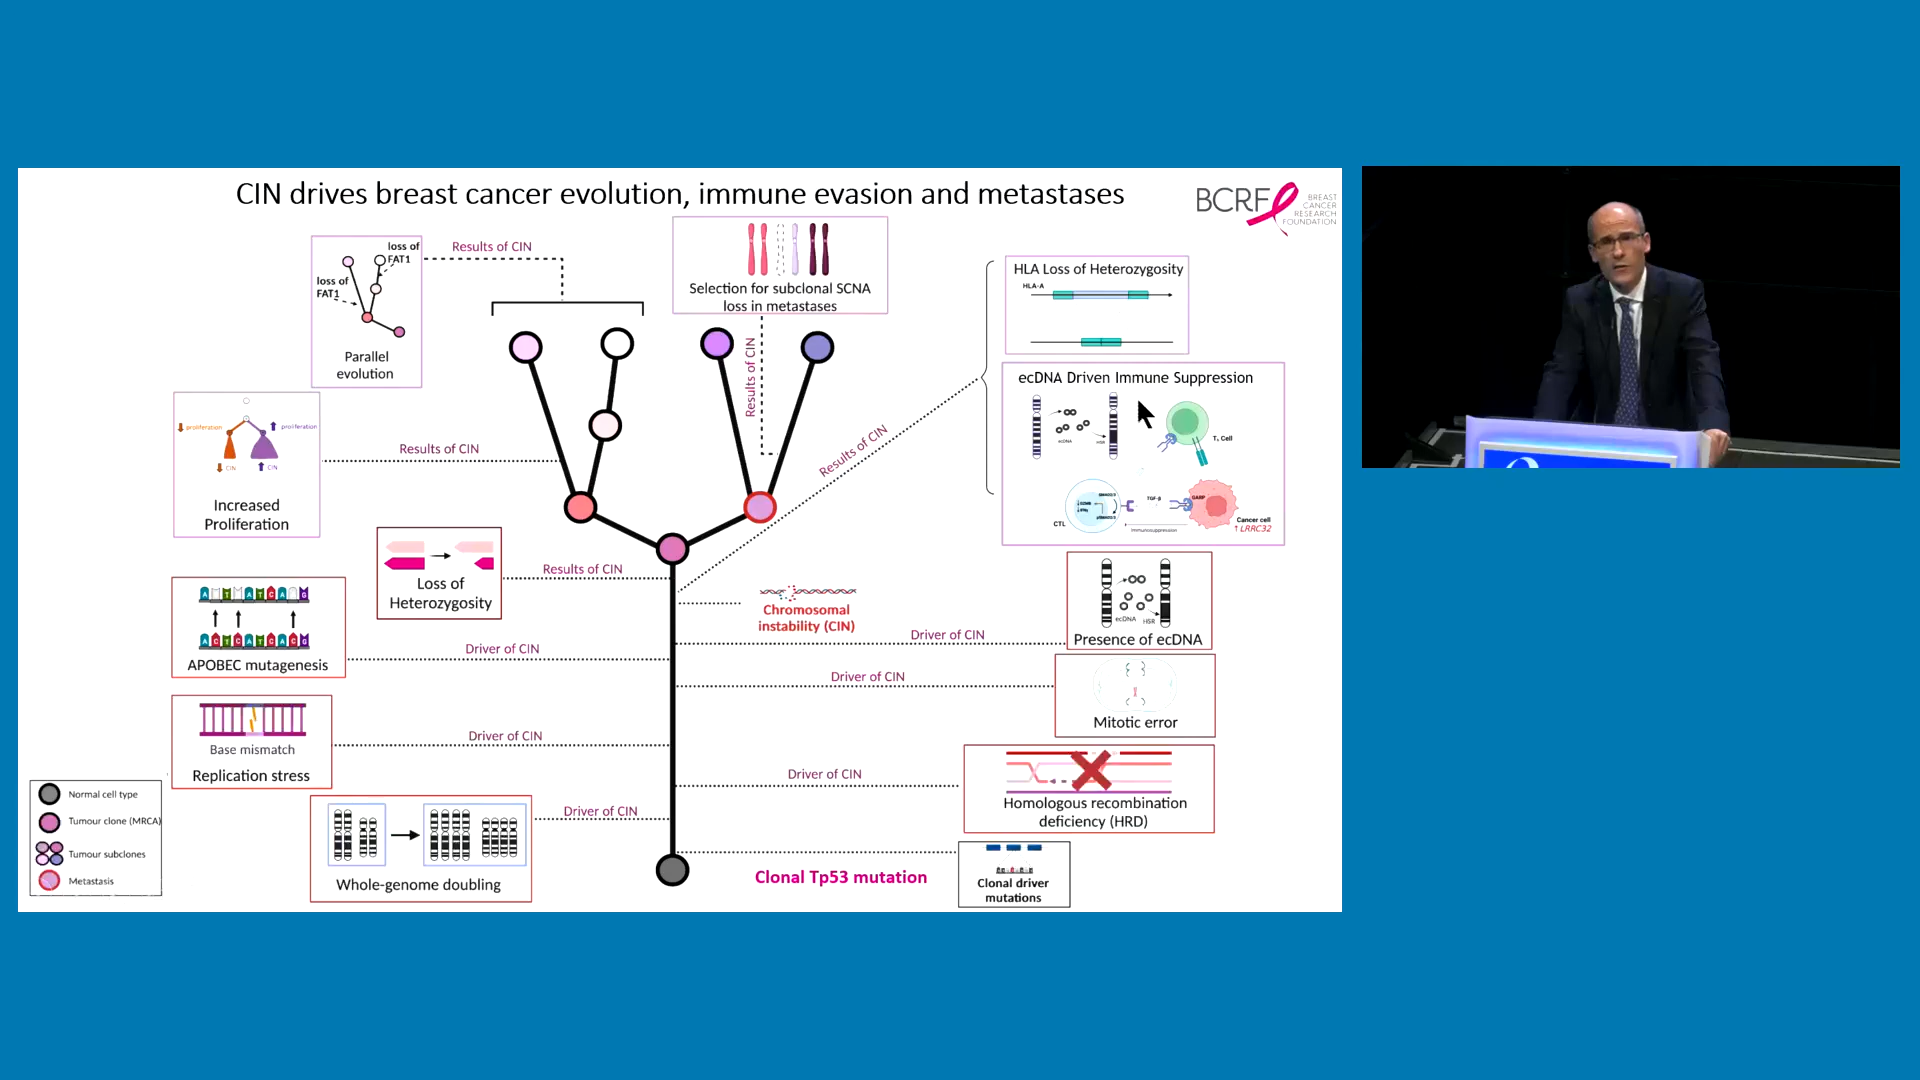 CIN drives breast cancer evolution, immune evasion and metastases
BCRF
BREAST
CANCER
RESEARCH
FOUNDATION
loss of
FAT1
loss of
FAT1
Parallel
evolution
Results of CIN
Selection for subclonal SCNA
loss in metastases
Results of CIN
HLA Loss of Heterozygosity
HLA-A
Results of CIN
ecDNA Driven Immune Suppression
ecDNA
HSR
T, Cell
CTL
TGF-β
GARP
Immunosuppression
Cancer cell
↑LRRC32
proliferation
proliferation
CIN
CIN
Increased
Proliferation
Results of CIN
Loss of
Heterozygosity
Results of CIN
Chromosomal
instability (CIN)
ecDNA
HSR
Presence of ecDNA
Driver of CIN
A T A T C A G
A C T C A T C G A C G
APOBEC mutagenesis
Driver of CIN
Mitotic error
Driver of CIN
Base mismatch
Replication stress
Driver of CIN
Homologous recombination
deficiency (HRD)
Driver of CIN
Whole-genome doubling
Driver of CIN
Clonal Tp53 mutation
Clonal driver
mutations
Normal cell type
Tumour clone (MRCA)
Tumour subclones
Metastasis